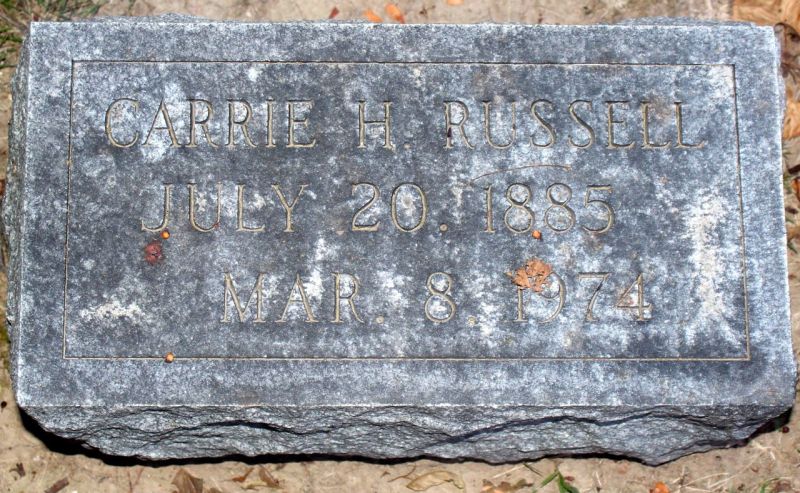 CARRIE H. RUSSELL
JULY 20. 1885
MAR. 8. 1974